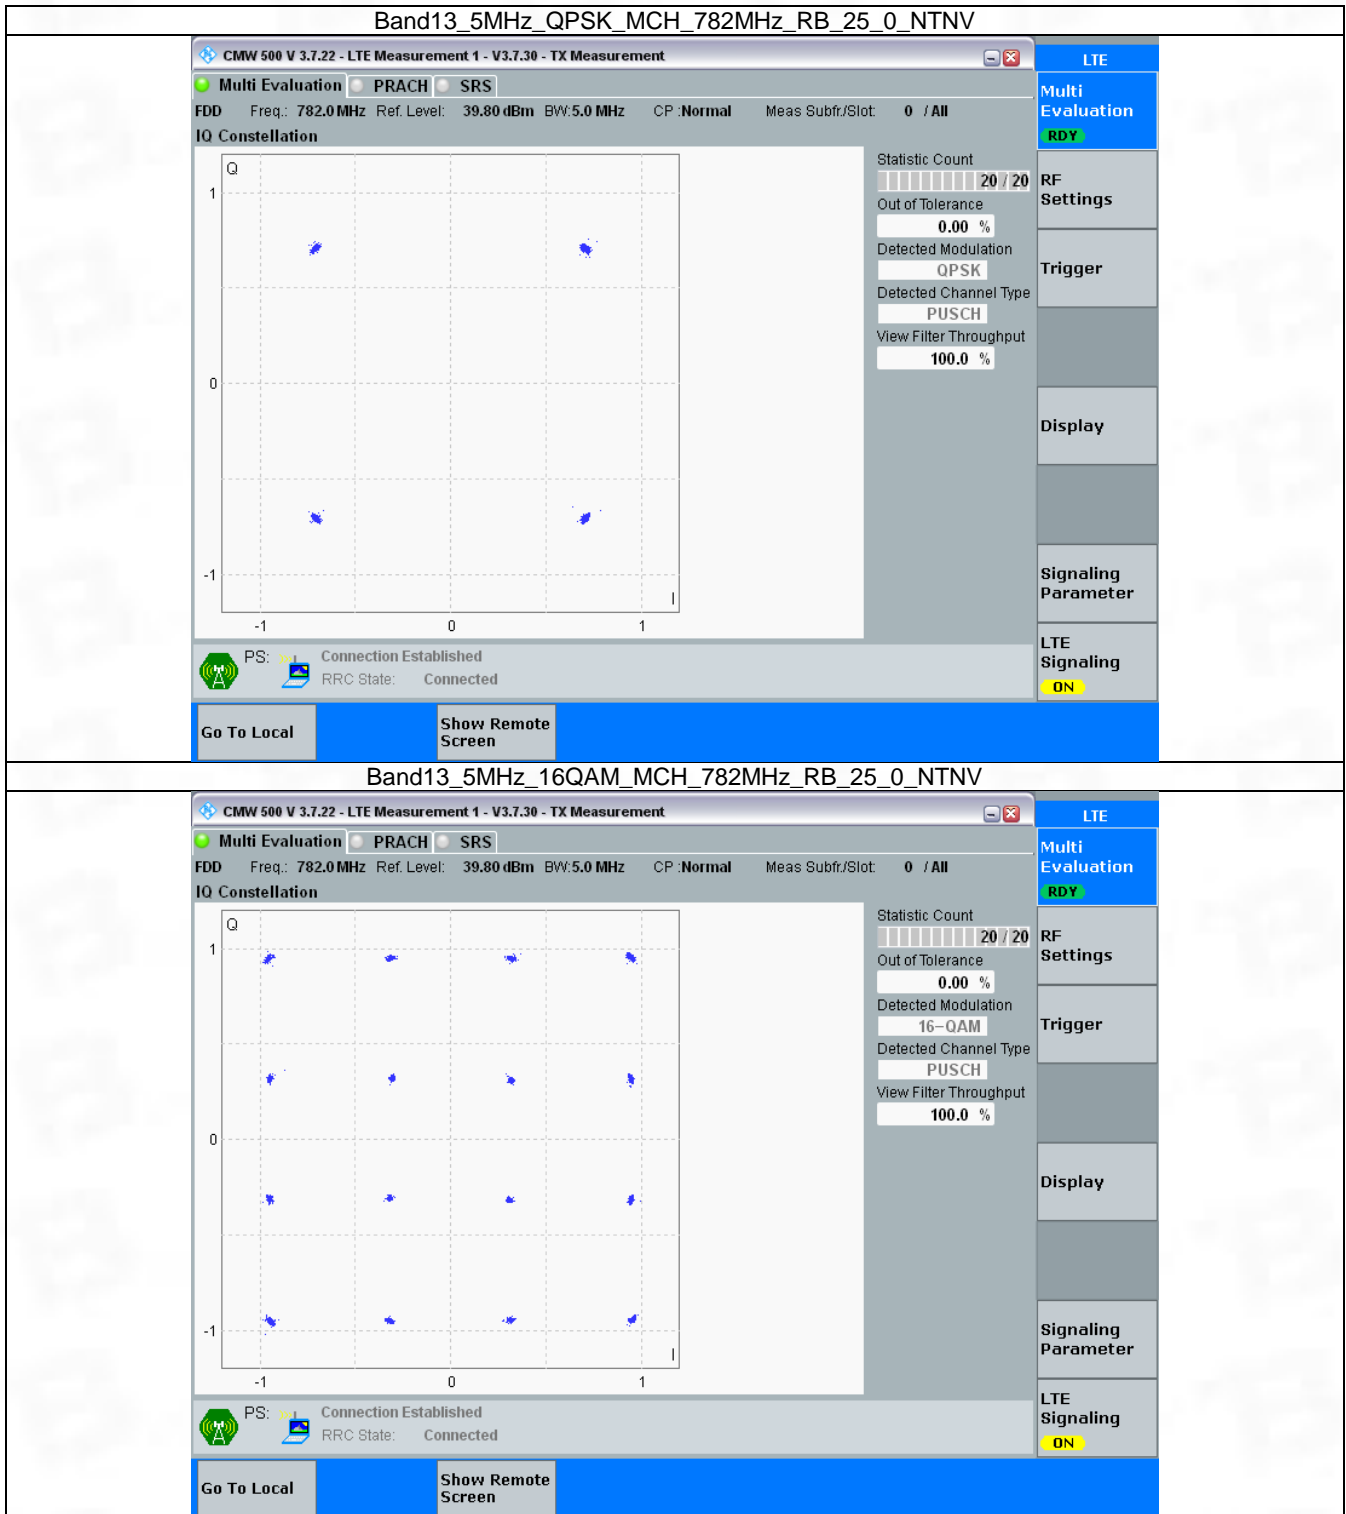 Band13_5MHz_QPSK_MCH_782MHz_RB_25_0_NTNV
CMW 500 V 3.7.22 - LTE Measurement 1 - V3.7.30 - TX Measurement
LTE
Multi Evaluation PRACH SRS
Multi
Evaluation
RDY
FDD Freq.: 782.0 MHz Ref. Level: 39.80 dBm BW:5.0 MHz CP :Normal Meas Subfr./Slot: 0 / All
IQ Constellation
Q
1
0
-1
-1 0 1
I
Statistic Count
20 / 20
Out of Tolerance
0.00 %
Detected Modulation
QPSK
Detected Channel Type
PUSCH
View Filter Throughput
100.0 %
RF
Settings
Trigger
Display
Signaling
Parameter
LTE
Signaling
ON
PS: Connection Established
RRC State: Connected
Go To Local
Show Remote
Screen
Band13_5MHz_16QAM_MCH_782MHz_RB_25_0_NTNV
CMW 500 V 3.7.22 - LTE Measurement 1 - V3.7.30 - TX Measurement
LTE
Multi Evaluation PRACH SRS
Multi
Evaluation
RDY
FDD Freq.: 782.0 MHz Ref. Level: 39.80 dBm BW:5.0 MHz CP :Normal Meas Subfr./Slot: 0 / All
IQ Constellation
Q
1
0
-1
-1 0 1
I
Statistic Count
20 / 20
Out of Tolerance
0.00 %
Detected Modulation
16-QAM
Detected Channel Type
PUSCH
View Filter Throughput
100.0 %
RF
Settings
Trigger
Display
Signaling
Parameter
LTE
Signaling
ON
PS: Connection Established
RRC State: Connected
Go To Local
Show Remote
Screen